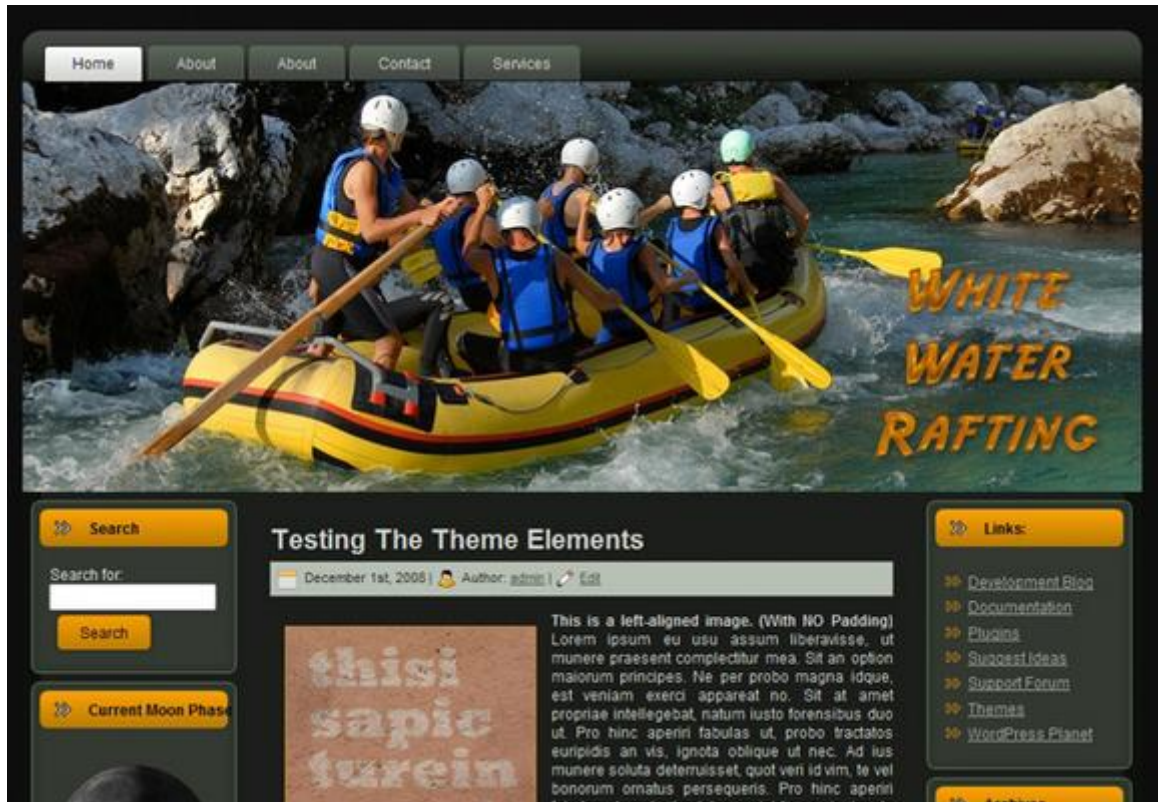 Home
About
About
Contact
Services
WHITE
WATER
RAFTING
Search
Search for:
Search
Current Moon Phase
Testing The Theme Elements
December 1st, 2008 | Author: admin | Edit
thisi
sapic
turein
This is a left-aligned image. (With NO Padding)
Lorem ipsum eu usu assum liberavisse, ut
munere praesent complectitur mea. Sit an option
maiorum principes. Ne per probo magna idque,
est veniam exerci appareat no. Sit at amet
propriae intellegebat, natum iusto forensibus duo
ut. Pro hinc aperiri fabulas ut, probo tractatos
euripidis an vis, ignota oblique ut nec. Ad ius
munere soluta deterruisset, quot veri id vim, te vel
bonorum ornatus persequeris. Pro hinc aperiri
Links:
Development Blog
Documentation
Plugins
Suggest Ideas
Support Forum
Themes
WordPress Planet
Archives